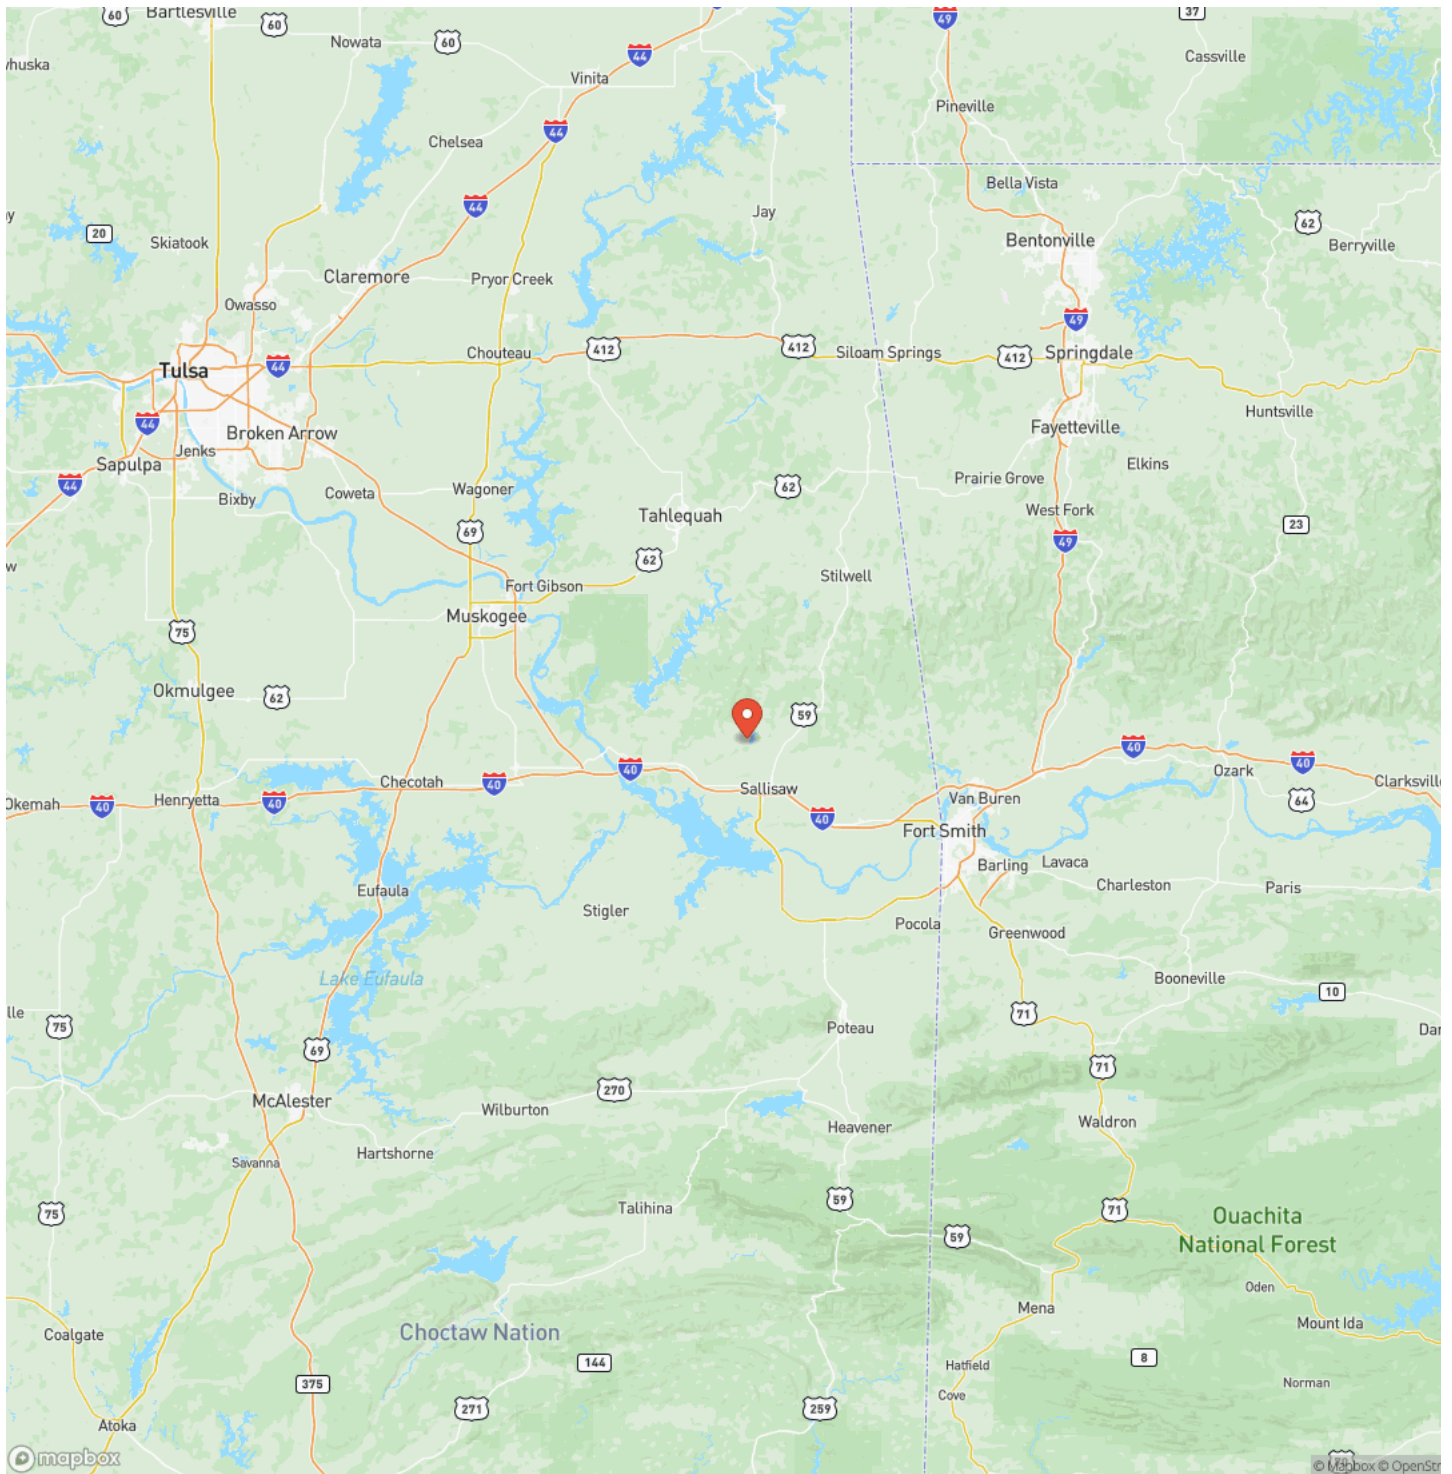 60
Bartlesville
60
Nowata
60
44
49
37
Cassville
vhuska
Vinita
44
Pineville
Chelsea
44
Bella Vista
Jay
62
20
Skiatook
Bentonville
Berryville
Claremore
Pryor Creek
Owasso
49
Chouteau
412
412
Siloam Springs
412
Springdale
Tulsa
44
Huntsville
44
Broken Arrow
Fayetteville
Jenks
Sapulpa
Elkins
44
Bixby
Coweta
Wagoner
62
Prairie Grove
Tahlequah
West Fork
23
69
49
62
w
Fort Gibson
Stilwell
Muskogee
75
Okmulgee
62
59
40
40
Ozark
40
Checotah
40
Sallisaw
Clarksville
Okemah
40
Henryetta
40
Van Buren
64
40
Fort Smith
Barling
Lavaca
Charleston
Paris
Eufaula
Stigler
Pocola
Greenwood
Lake Eufaula
Booneville
10
lle
75
Poteau
71
Dar
69
71
270
McAlester
Wilburton
Heavener
Waldron
Hartshorne
Savanna
75
Talihina
59
71
59
Ouachita
National Forest
Oden
Mena
Mount Ida
Coalgate
Choctaw Nation
144
8
Hatfield
375
Norman
Cove
271
259
Atoka
mapbox
© Mapbox © OpenStr